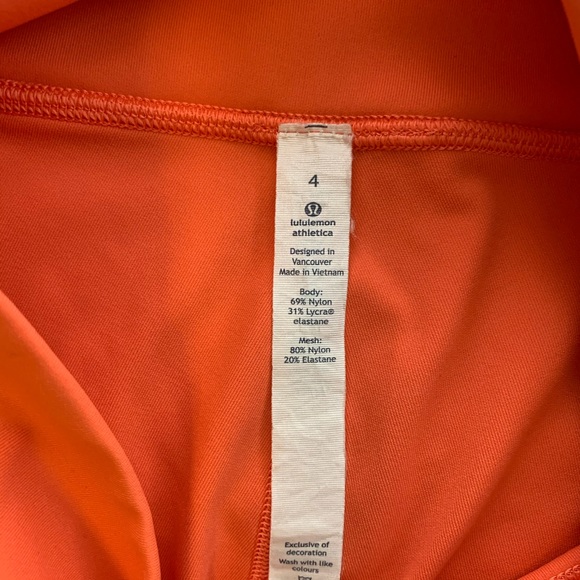 4
lululemon
athletica
Designed in
Vancouver
Made in Vietnam
Body:
69% Nylon
31% Lycra®
elastane
Mesh:
80% Nylon
20% Elastane
Exclusive of
decoration
Wash with like
colours